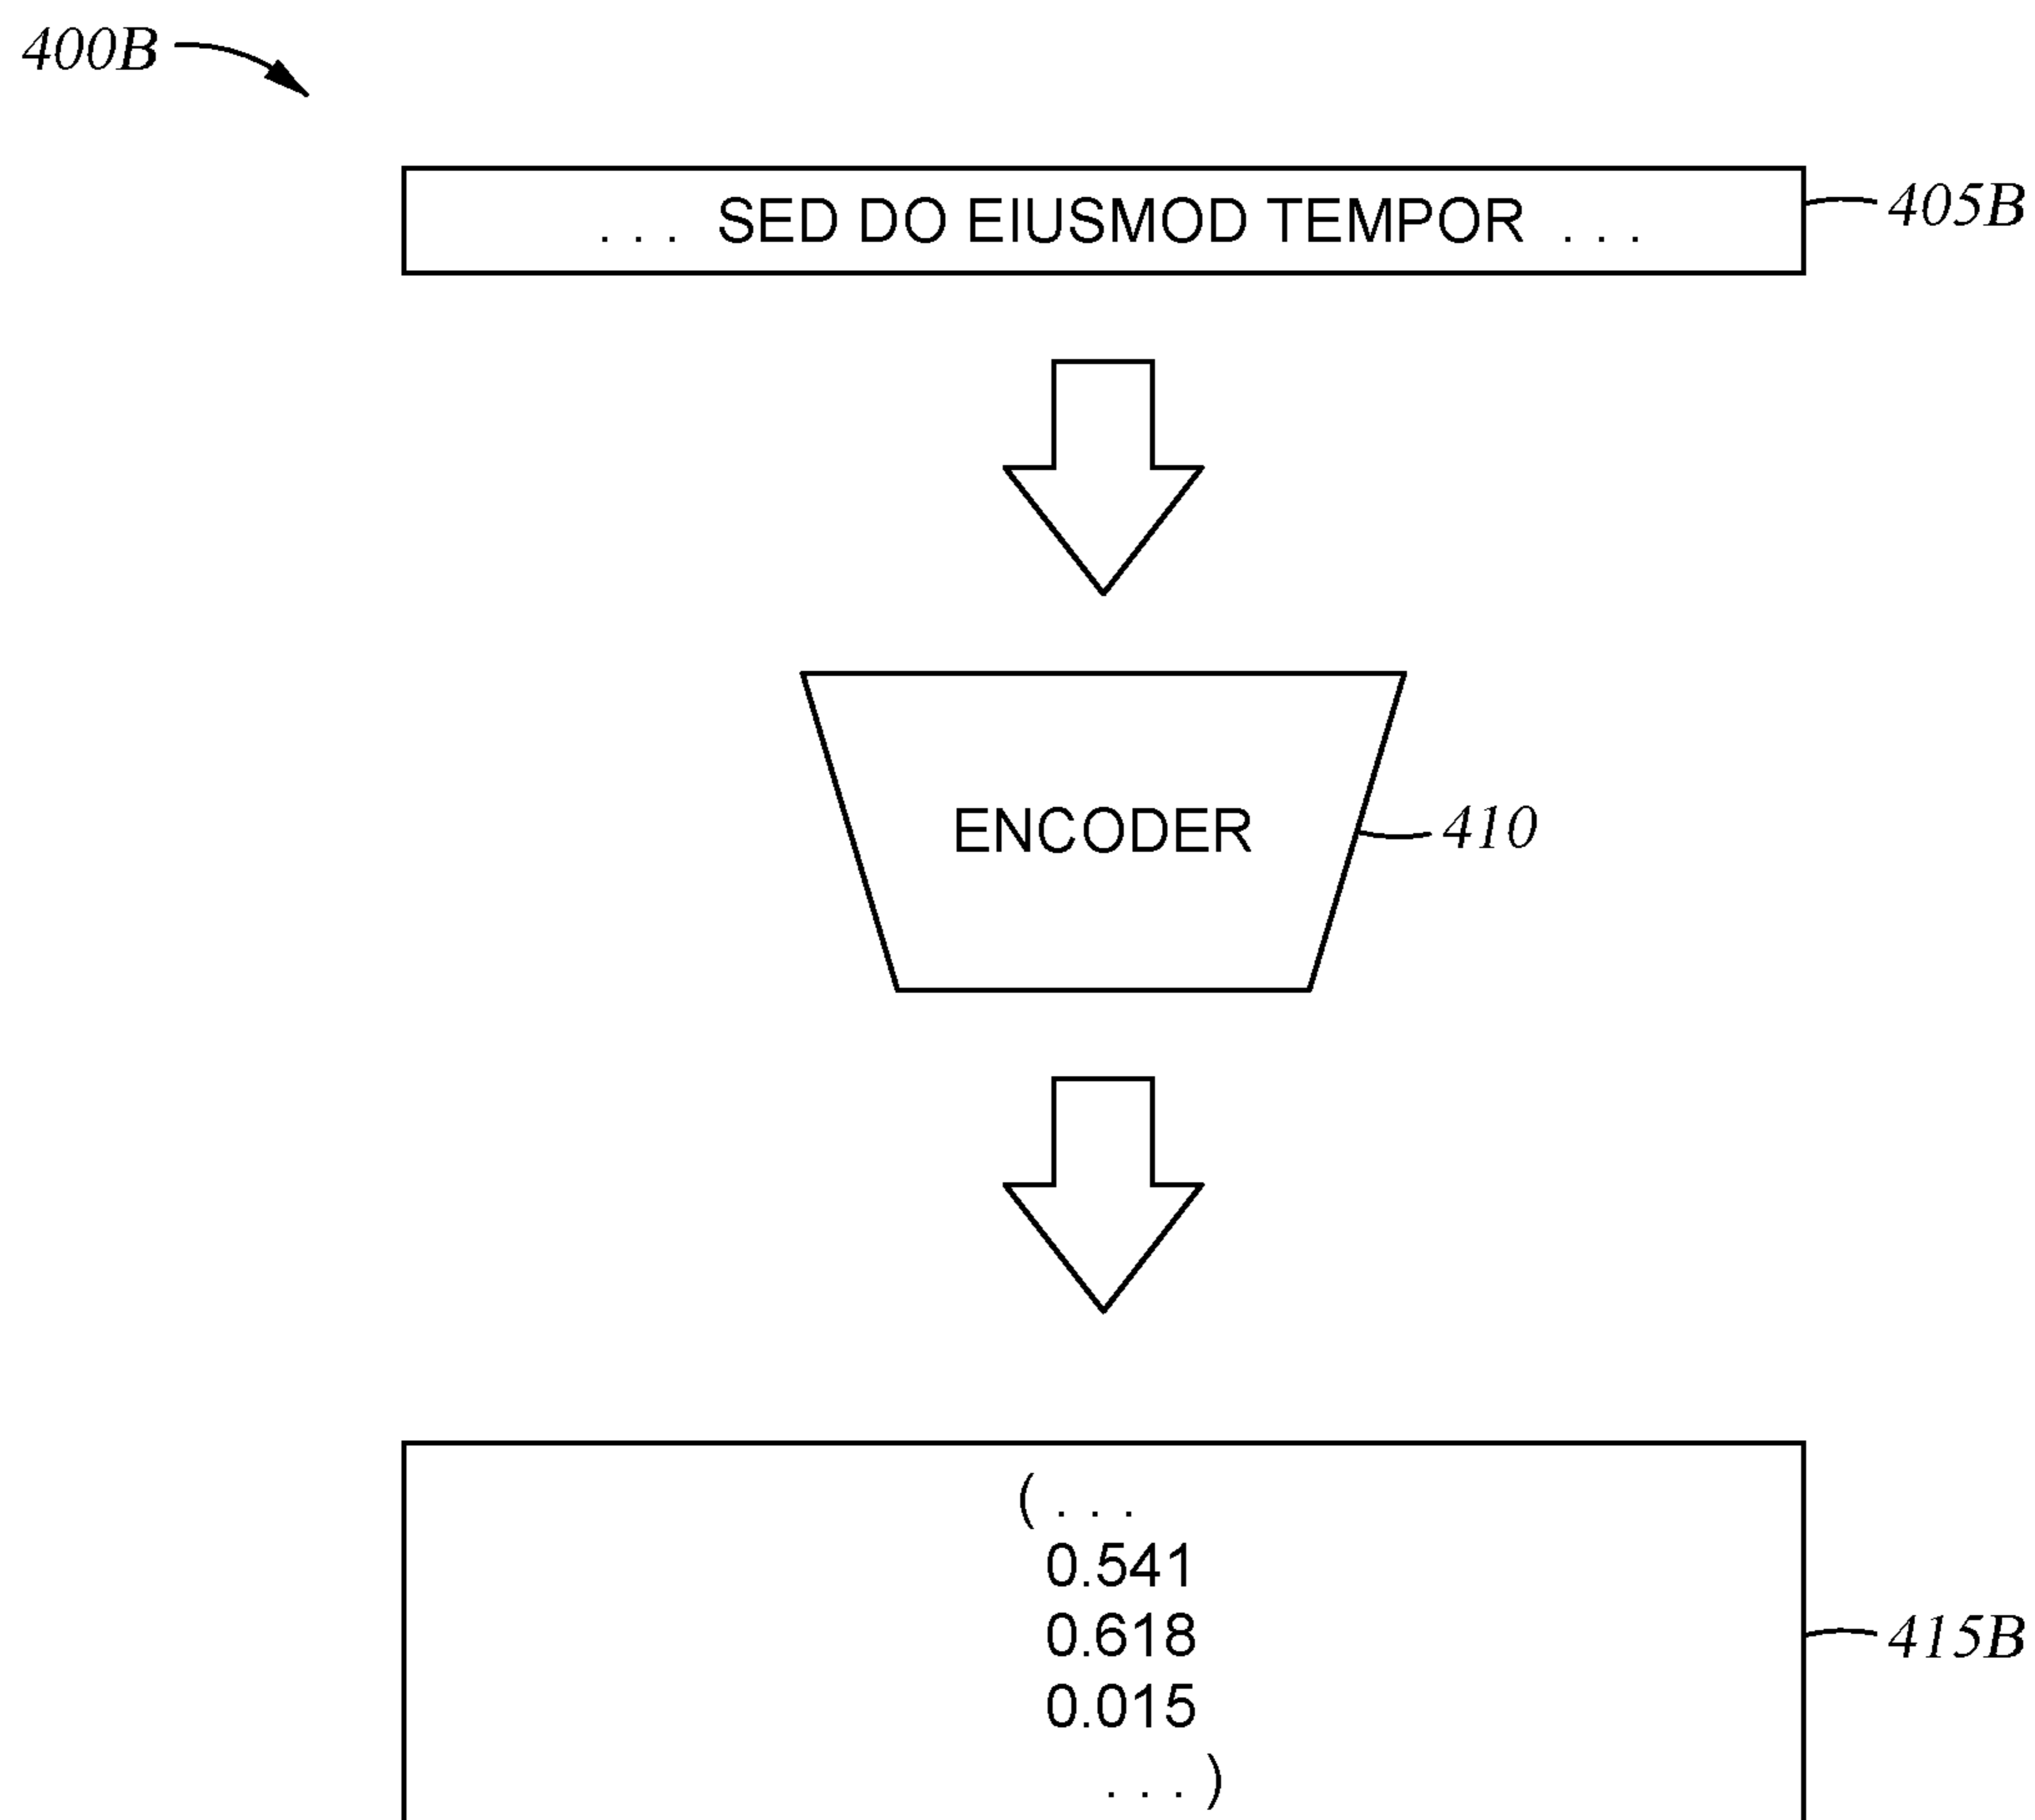 400B
. . . SED DO EIUSMOD TEMPOR . . .
405B
ENCODER
410
( . . .
0.541
0.618
0.015
. . . )
415B